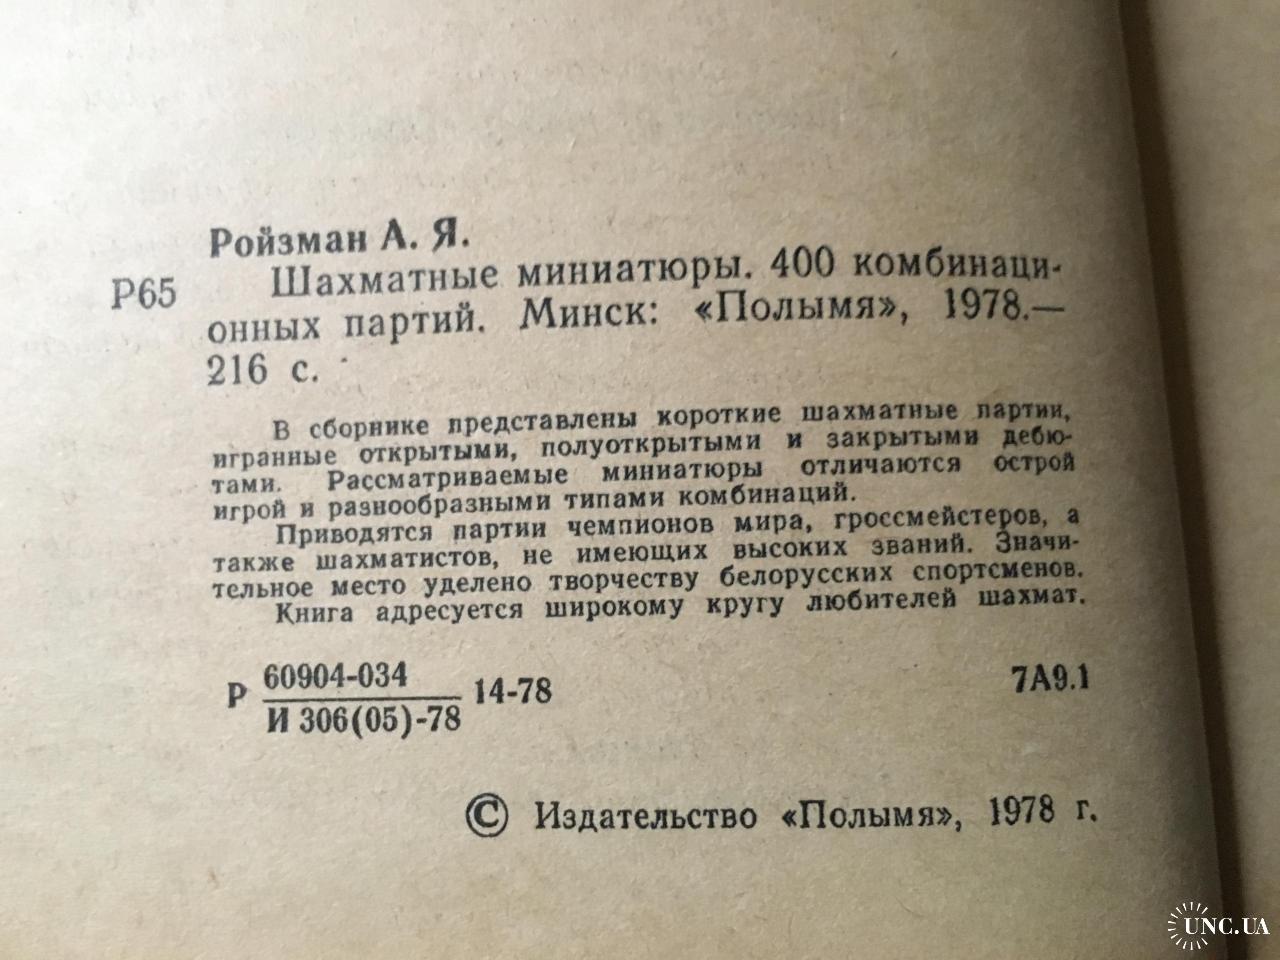 Ройзман А. Я.
Р65 Шахматные миниатюры. 400 комбинаци-
онных партий. Минск: «Полымя», 1978.—
216 с.
В сборнике представлены короткие шахматные партии,
игранные открытыми, полуоткрытыми и закрытыми дебю-
тами. Рассматриваемые миниатюры отличаются острой
игрой и разнообразными типами комбинаций.
Приводятся партии чемпионов мира, гроссмейстеров, а
также шахматистов, не имеющих высоких званий. Значи-
тельное место уделено творчеству белорусских спортсменов.
Книга адресуется широкому кругу любителей шахмат.
60904-034
Р 14-78 7А9.1
И 306(05)-78
© Издательство «Полымя», 1978 г.
UNC.UA